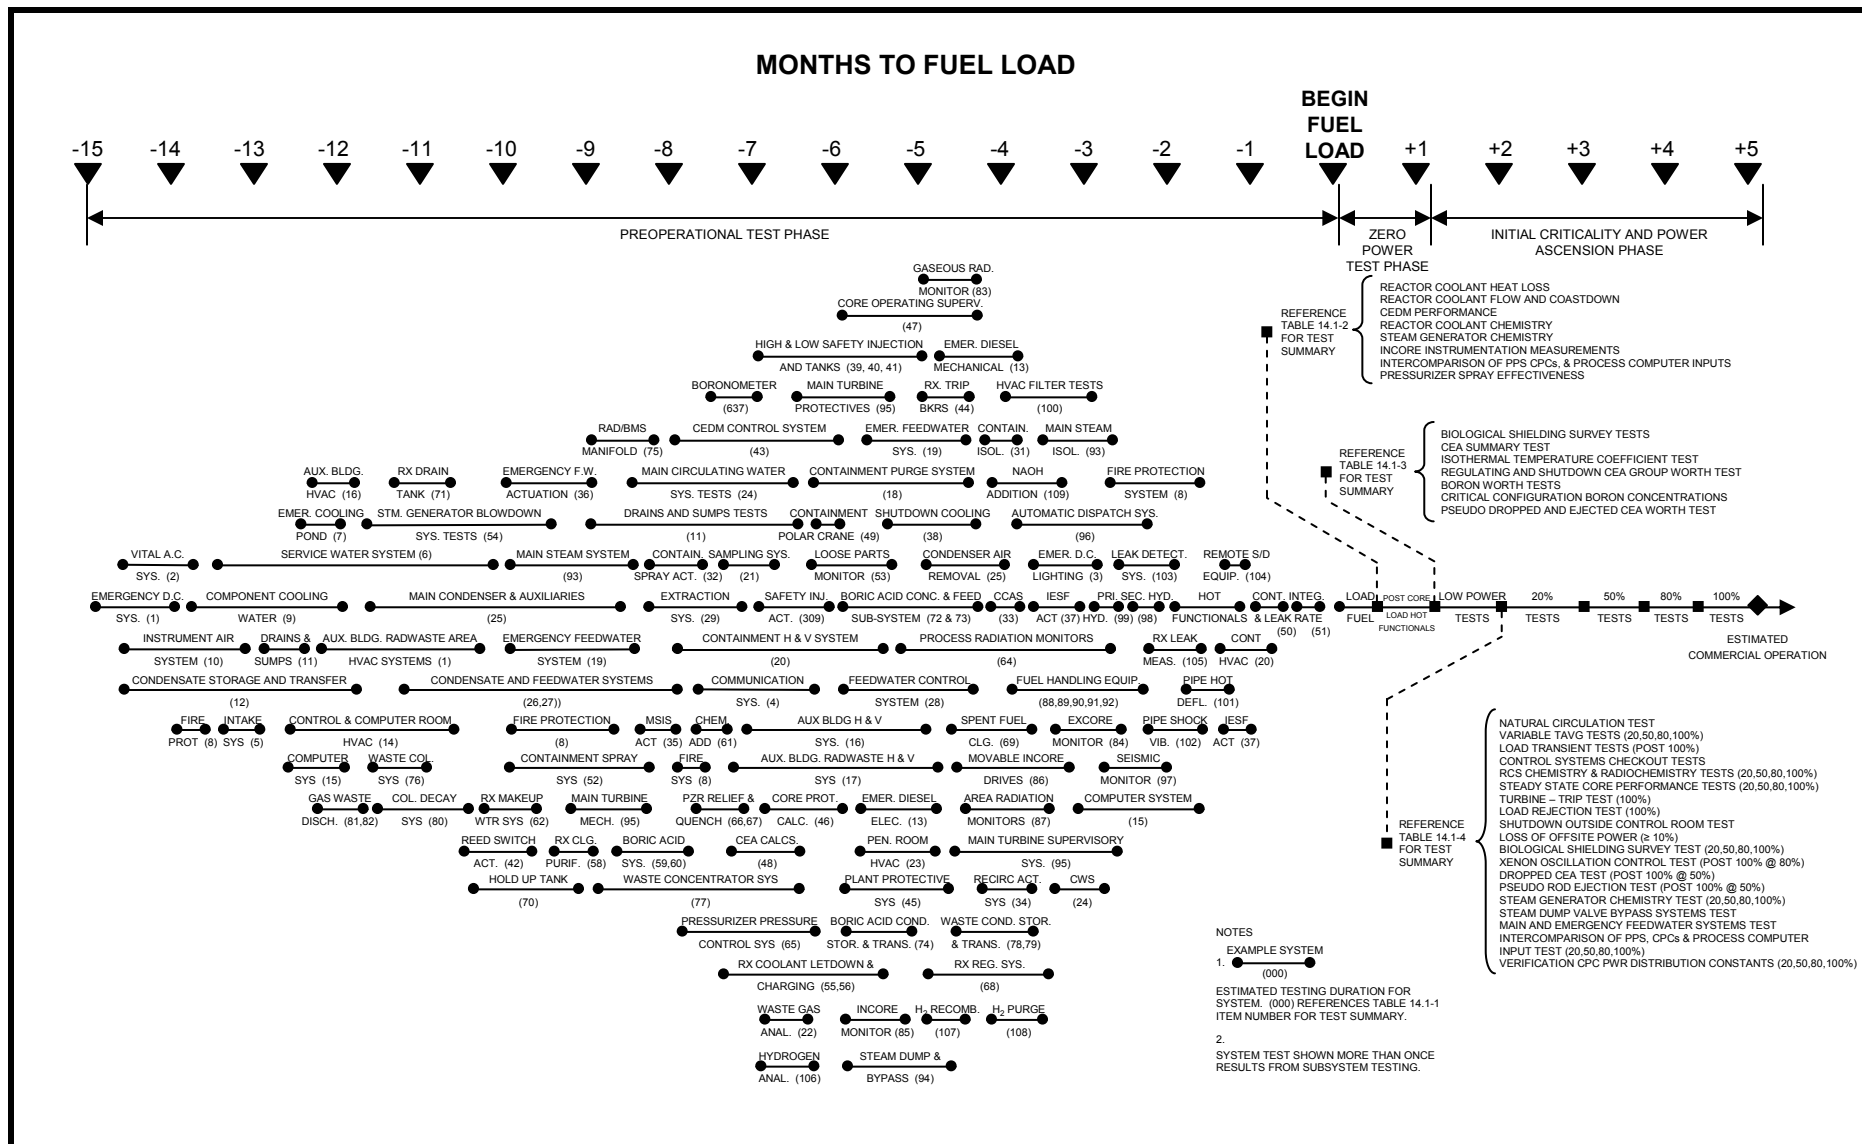 MONTHS TO FUEL LOAD
BEGIN
FUEL
LOAD
-15 -14 -13 -12 -11 -10 -9 -8 -7 -6 -5 -4 -3 -2 -1 +1 +2 +3 +4 +5
PREOPERATIONAL TEST PHASE
ZERO
POWER
TEST PHASE
INITIAL CRITICALITY AND POWER
ASCENSION PHASE
GASEOUS RAD.
MONITOR (83)
CORE OPERATING SUPERV.
(47)
HIGH & LOW SAFETY INJECTION
AND TANKS (39, 40, 41)
EMER. DIESEL
MECHANICAL (13)
BORONOMETER
(637)
MAIN TURBINE
PROTECTIVES (95)
RX. TRIP
BKRS (44)
HVAC FILTER TESTS
(100)
RAD/BMS
MANIFOLD (75)
CEDM CONTROL SYSTEM
(43)
EMER. FEEDWATER
SYS. (19)
CONTAIN.
ISOL. (31)
MAIN STEAM
ISOL. (93)
AUX. BLDG.
HVAC (16)
RX DRAIN
TANK (71)
EMERGENCY F.W.
ACTUATION (36)
MAIN CIRCULATING WATER
SYS. TESTS (24)
CONTAINMENT PURGE SYSTEM
(18)
NAOH
ADDITION (109)
FIRE PROTECTION
SYSTEM (8)
EMER. COOLING
POND (7)
STM. GENERATOR BLOWDOWN
SYS. TESTS (54)
DRAINS AND SUMPS TESTS
(11)
CONTAINMENT
POLAR CRANE (49)
SHUTDOWN COOLING
(38)
AUTOMATIC DISPATCH SYS.
(96)
VITAL A.C.
SYS. (2)
SERVICE WATER SYSTEM (6)
MAIN STEAM SYSTEM
(93)
CONTAIN.
SPRAY ACT. (32)
SAMPLING SYS.
(21)
LOOSE PARTS
MONITOR (53)
CONDENSER AIR
REMOVAL (25)
EMER. D.C.
LIGHTING (3)
LEAK DETECT.
SYS. (103)
REMOTE S/D
EQUIP. (104)
EMERGENCY D.C.
SYS. (1)
COMPONENT COOLING
WATER (9)
MAIN CONDENSER & AUXILIARIES
(25)
EXTRACTION
SYS. (29)
SAFETY INJ.
ACT. (309)
BORIC ACID CONC. & FEED
SUB-SYSTEM (72 & 73)
CCAS
(33)
IESF
ACT (37)
PRI. SEC. HYD.
HYD. (99) (98)
HOT
FUNCTIONALS
CONT. INTEG.
& LEAK RATE
(50) (51)
LOAD
FUEL
POST CORE
LOAD HOT
FUNCTIONALS
LOW POWER
TESTS
20%
TESTS
50%
TESTS
80%
TESTS
100%
TESTS
ESTIMATED
COMMERCIAL OPERATION
INSTRUMENT AIR
SYSTEM (10)
DRAINS &
SUMPS (11)
AUX. BLDG. RADWASTE AREA
HVAC SYSTEMS (1)
EMERGENCY FEEDWATER
SYSTEM (19)
CONTAINMENT H & V SYSTEM
(20)
PROCESS RADIATION MONITORS
(64)
RX LEAK
MEAS. (105)
CONT
HVAC (20)
CONDENSATE STORAGE AND TRANSFER
(12)
CONDENSATE AND FEEDWATER SYSTEMS
(26,27))
COMMUNICATION
SYS. (4)
FEEDWATER CONTROL
SYSTEM (28)
FUEL HANDLING EQUIP.
(88,89,90,91,92)
PIPE HOT
DEFL. (101)
FIRE
PROT (8)
INTAKE
SYS (5)
CONTROL & COMPUTER ROOM
HVAC (14)
FIRE PROTECTION
(8)
MSIS
ACT (35)
CHEM
ADD (61)
AUX BLDG H & V
SYS. (16)
SPENT FUEL
CLG. (69)
EXCORE
MONITOR (84)
PIPE SHOCK
VIB. (102)
IESF
ACT (37)
COMPUTER
SYS (15)
WASTE COL.
SYS (76)
CONTAINMENT SPRAY
SYS (52)
FIRE
SYS (8)
AUX. BLDG. RADWASTE H & V
SYS (17)
MOVABLE INCORE
DRIVES (86)
SEISMIC
MONITOR (97)
GAS WASTE
DISCH. (81,82)
COL. DECAY
SYS (80)
RX MAKEUP
WTR SYS (62)
MAIN TURBINE
MECH. (95)
PZR RELIEF &
QUENCH (66,67)
CORE PROT.
CALC. (46)
EMER. DIESEL
ELEC. (13)
AREA RADIATION
MONITORS (87)
COMPUTER SYSTEM
(15)
REED SWITCH
ACT. (42)
RX CLG.
PURIF. (58)
BORIC ACID
SYS. (59,60)
CEA CALCS.
(48)
PEN. ROOM
HVAC (23)
MAIN TURBINE SUPERVISORY
SYS. (95)
HOLD UP TANK
(70)
WASTE CONCENTRATOR SYS
(77)
PLANT PROTECTIVE
SYS (45)
RECIRC ACT.
SYS (34)
CWS
(24)
PRESSURIZER PRESSURE
CONTROL SYS (65)
BORIC ACID COND.
STOR. & TRANS. (74)
WASTE COND. STOR.
& TRANS. (78,79)
RX COOLANT LETDOWN &
CHARGING (55,56)
RX REG. SYS.
(68)
WASTE GAS
ANAL. (22)
INCORE
MONITOR (85)
H2 RECOMB.
(107)
H2 PURGE
(108)
HYDROGEN
ANAL. (106)
STEAM DUMP &
BYPASS (94)
REFERENCE
TABLE 14.1-2
FOR TEST
SUMMARY
REACTOR COOLANT HEAT LOSS
REACTOR COOLANT FLOW AND COASTDOWN
CEDM PERFORMANCE
REACTOR COOLANT CHEMISTRY
STEAM GENERATOR CHEMISTRY
INCORE INSTRUMENTATION MEASUREMENTS
INTERCOMPARISON OF PPS CPCs, & PROCESS COMPUTER INPUTS
PRESSURIZER SPRAY EFFECTIVENESS
REFERENCE
TABLE 14.1-3
FOR TEST
SUMMARY
BIOLOGICAL SHIELDING SURVEY TESTS
CEA SUMMARY TEST
ISOTHERMAL TEMPERATURE COEFFICIENT TEST
REGULATING AND SHUTDOWN CEA GROUP WORTH TEST
BORON WORTH TESTS
CRITICAL CONFIGURATION BORON CONCENTRATIONS
PSEUDO DROPPED AND EJECTED CEA WORTH TEST
REFERENCE
TABLE 14.1-4
FOR TEST
SUMMARY
NATURAL CIRCULATION TEST
VARIABLE TAVG TESTS (20,50,80,100%)
LOAD TRANSIENT TESTS (POST 100%)
CONTROL SYSTEMS CHECKOUT TESTS
RCS CHEMISTRY & RADIOCHEMISTRY TESTS (20,50,80,100%)
STEADY STATE CORE PERFORMANCE TESTS (20,50,80,100%)
TURBINE – TRIP TEST (100%)
LOAD REJECTION TEST (100%)
SHUTDOWN OUTSIDE CONTROL ROOM TEST
LOSS OF OFFSITE POWER (≥ 10%)
BIOLOGICAL SHIELDING SURVEY TEST (20,50,80,100%)
XENON OSCILLATION CONTROL TEST (POST 100% @ 80%)
DROPPED CEA TEST (POST 100% @ 50%)
PSEUDO ROD EJECTION TEST (POST 100% @ 50%)
STEAM GENERATOR CHEMISTRY TEST (20,50,80,100%)
STEAM DUMP VALVE BYPASS SYSTEMS TEST
MAIN AND EMERGENCY FEEDWATER SYSTEMS TEST
INTERCOMPARISON OF PPS, CPCs & PROCESS COMPUTER
INPUT TEST (20,50,80,100%)
VERIFICATION CPC PWR DISTRIBUTION CONSTANTS (20,50,80,100%)
NOTES
EXAMPLE SYSTEM
1.
(000)
ESTIMATED TESTING DURATION FOR
SYSTEM. (000) REFERENCES TABLE 14.1-1
ITEM NUMBER FOR TEST SUMMARY.
2.
SYSTEM TEST SHOWN MORE THAN ONCE
RESULTS FROM SUBSYSTEM TESTING.